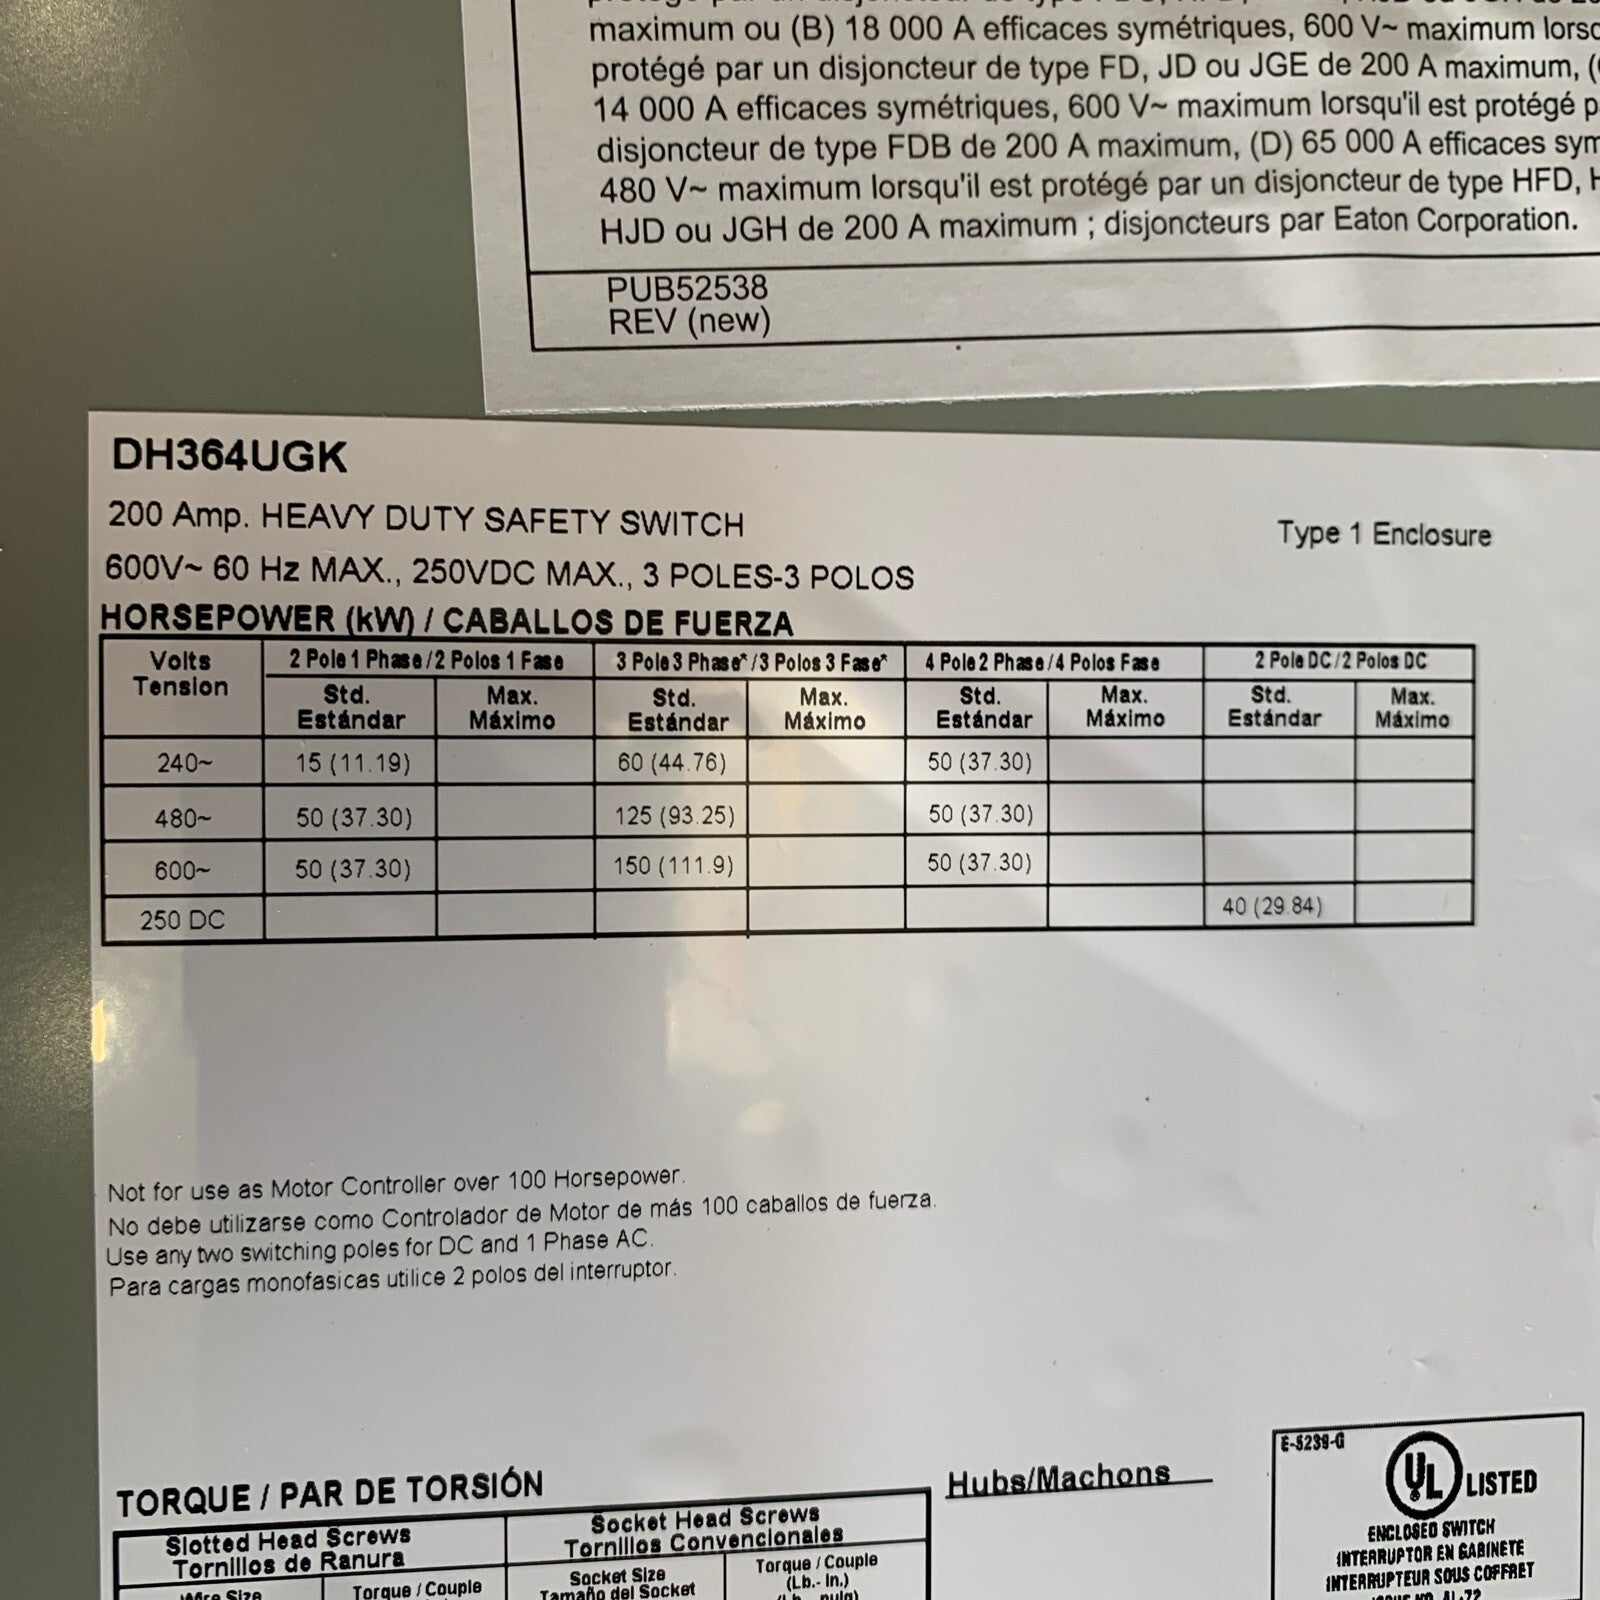 maximum ou (B) 18 000 A efficaces symétriques, 600 V~ maximum
protégé par un disjoncteur de type FD, JD ou JGE de 200 A maximum,
14 000 A efficaces symétriques, 600 V~ maximum lorsqu'il est protégé
disjoncteur de type FDB de 200 A maximum, (D) 65 000 A efficaces
480 V~ maximum lorsqu'il est protégé par un disjoncteur de type HFD,
HJD ou JGH de 200 A maximum ; disjoncteurs par Eaton Corporation.
PUB52538
REV (new)
DH364UGK
200 Amp. HEAVY DUTY SAFETY SWITCH Type 1 Enclosure
600V~ 60 Hz MAX., 250VDC MAX., 3 POLES-3 POLOS
HORSEPOWER (kW) / CABALLOS DE FUERZA
Volts Tension 2 Pole 1 Phase/2 Polos 1 Fase 3 Pole 3 Phase*/3 Polos 3 Fase* 4 Pole 2 Phase/4 Polos Fase 2 Pole DC/2 Polos DC
Std. Max. Std. Max. Std. Max. Std. Max.
Estándar Máximo Estándar Máximo Estándar Máximo Estándar Máximo
240~ 15 (11.19) 60 (44.76) 50 (37.30)
480~ 50 (37.30) 125 (93.25) 50 (37.30)
600~ 50 (37.30) 150 (111.9) 50 (37.30)
250 DC 40 (29.84)
Not for use as Motor Controller over 100 Horsepower.
No debe utilizarse como Controlador de Motor de más 100 caballos de fuerza.
Use any two switching poles for DC and 1 Phase AC.
Para cargas monofasicas utilice 2 polos del interruptor.
TORQUE / PAR DE TORSIÓN
Slotted Head Screws
Tornillos de Ranura
Socket Head Screws
Tornillos Convencionales
Wire Size Torque / Couple
Socket Size
Tamaño del Socket
Torque / Couple
(Lb.- In.)
Hubs/Machons
E-5239-G
UL LISTED
ENCLOSED SWITCH
INTERRUPTOR EN GABINETE
INTERRUPTEUR SOUS COFFRET